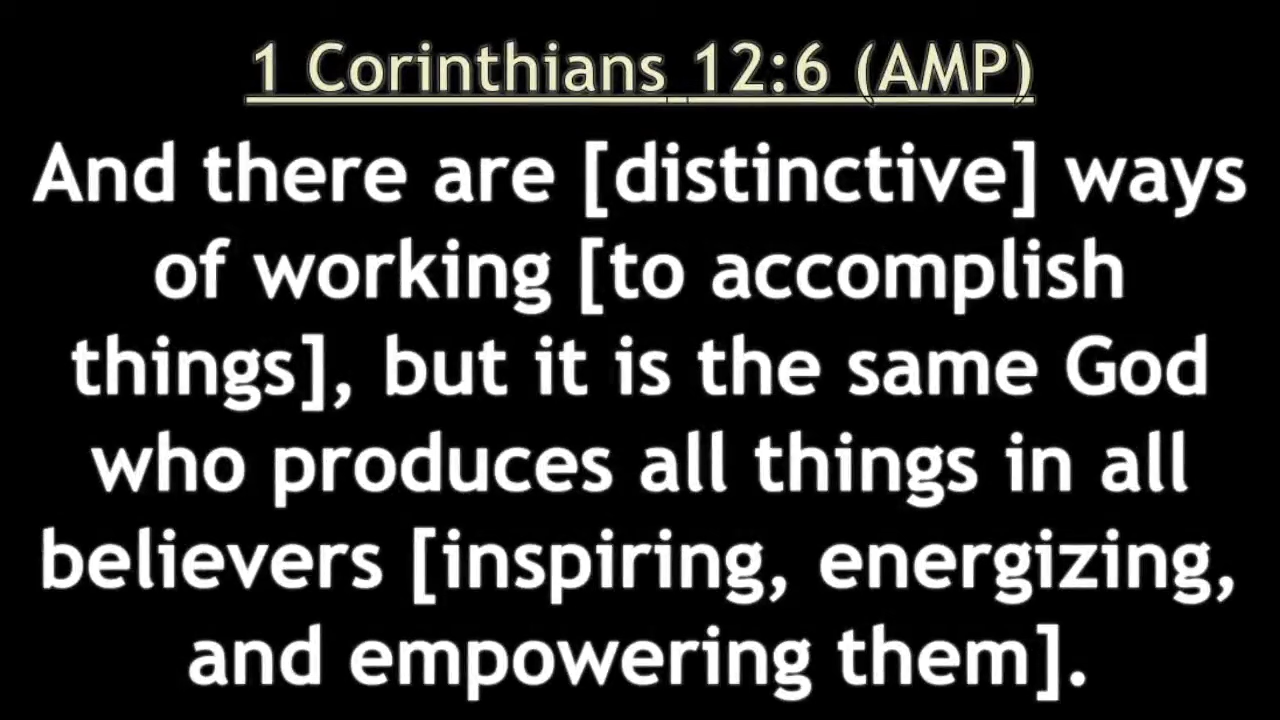 1 Corinthians 12:6 (AMP)
And there are [distinctive] ways
of working [to accomplish
things], but it is the same God
who produces all things in all
believers [inspiring, energizing,
and empowering them].